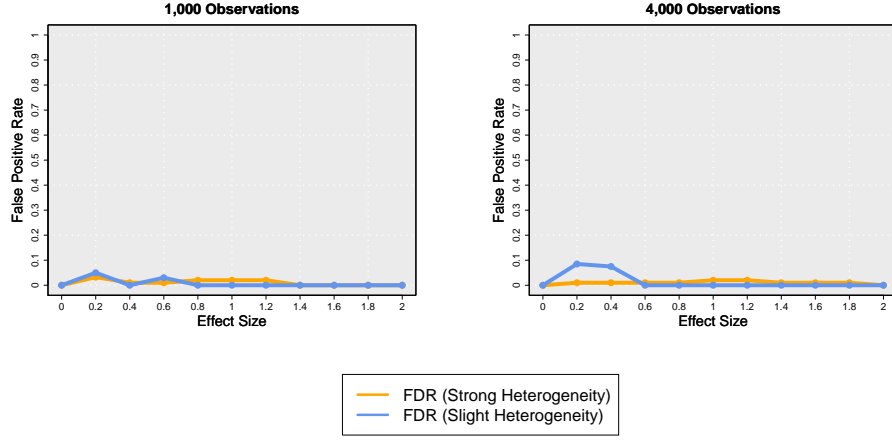 1,000 Observations
False Positive Rate
1
0.9
0.8
0.7
0.6
0.5
0.4
0.3
0.2
0.1
0
0 0.2 0.4 0.6 0.8 1 1.2 1.4 1.6 1.8 2
Effect Size
4,000 Observations
False Positive Rate
1
0.9
0.8
0.7
0.6
0.5
0.4
0.3
0.2
0.1
0
0 0.2 0.4 0.6 0.8 1 1.2 1.4 1.6 1.8 2
Effect Size
FDR (Strong Heterogeneity)
FDR (Slight Heterogeneity)